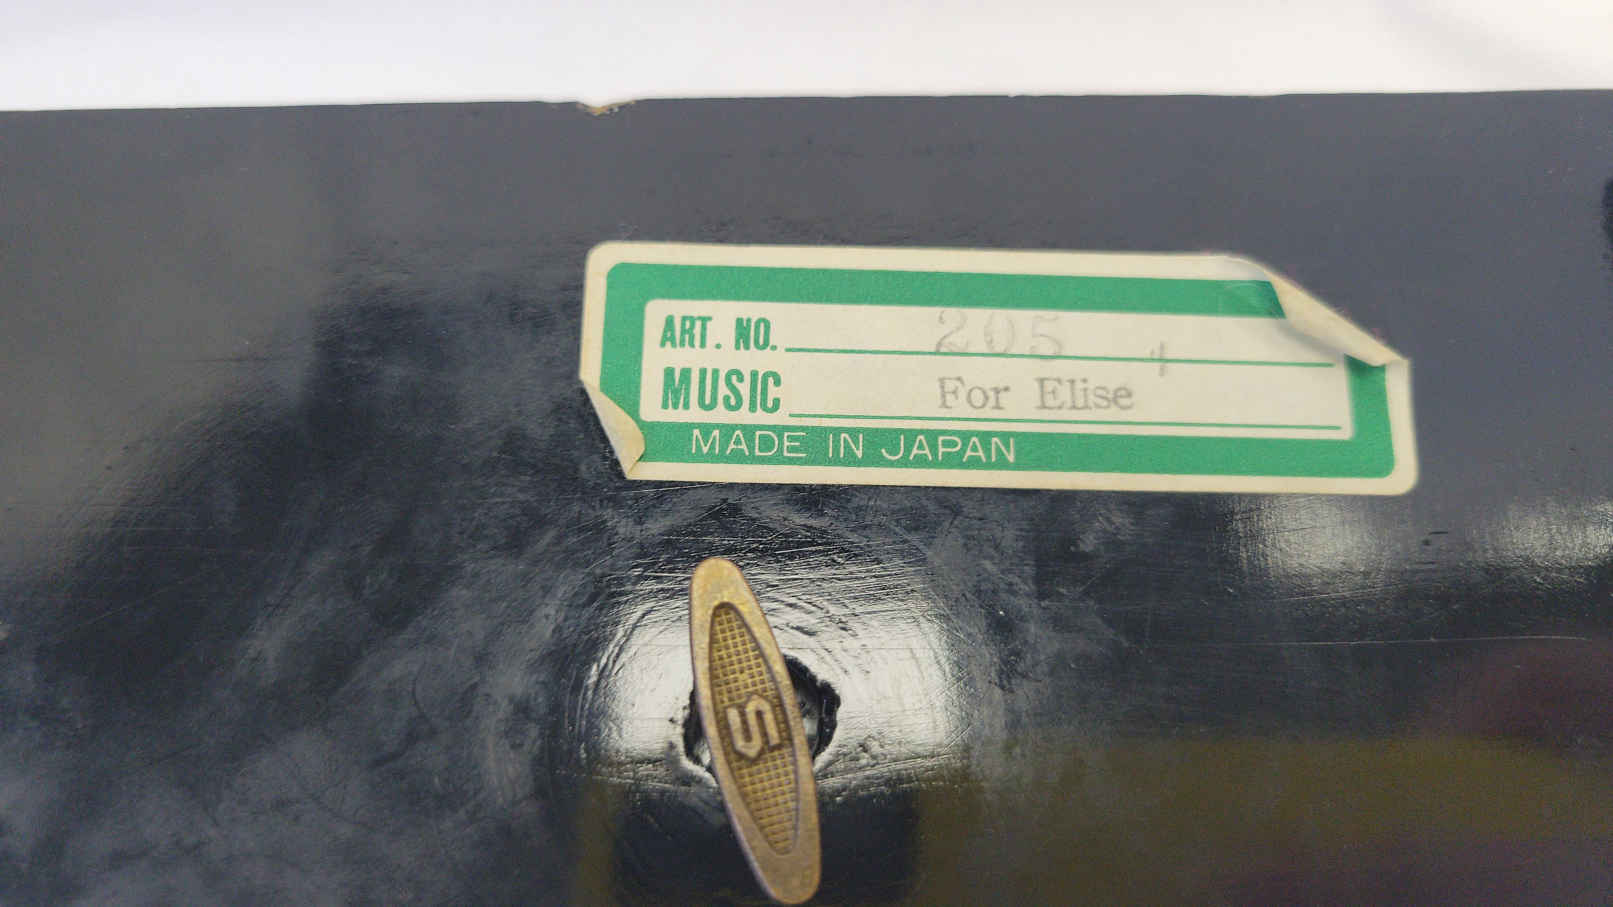 ART. NO. 205
MUSIC For Elise
MADE IN JAPAN
S